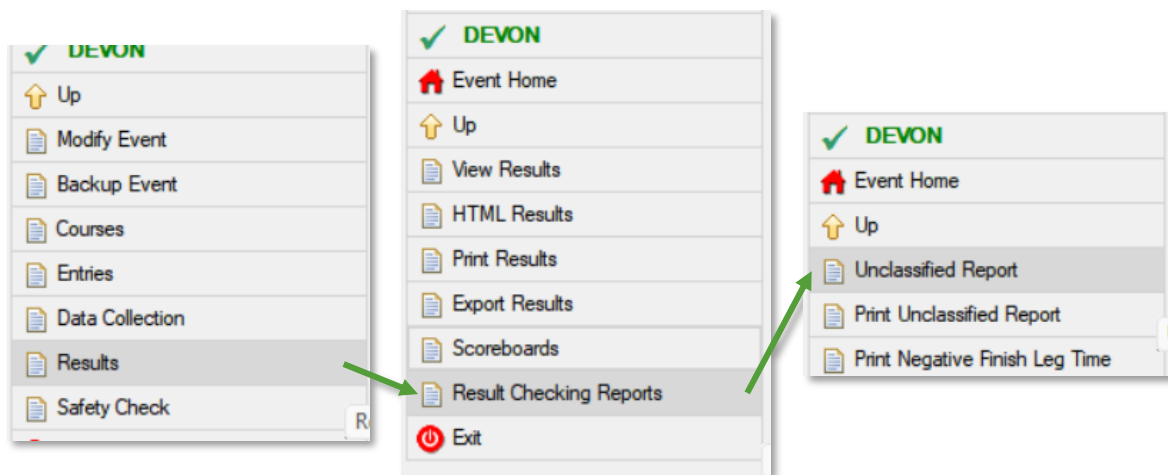 DEVON
Up
Modify Event
Backup Event
Courses
Entries
Data Collection
Results
Safety Check
DEVON
Event Home
Up
View Results
HTML Results
Print Results
Export Results
Scoreboards
Result Checking Reports
Exit
DEVON
Event Home
Up
Unclassified Report
Print Unclassified Report
Print Negative Finish Leg Time